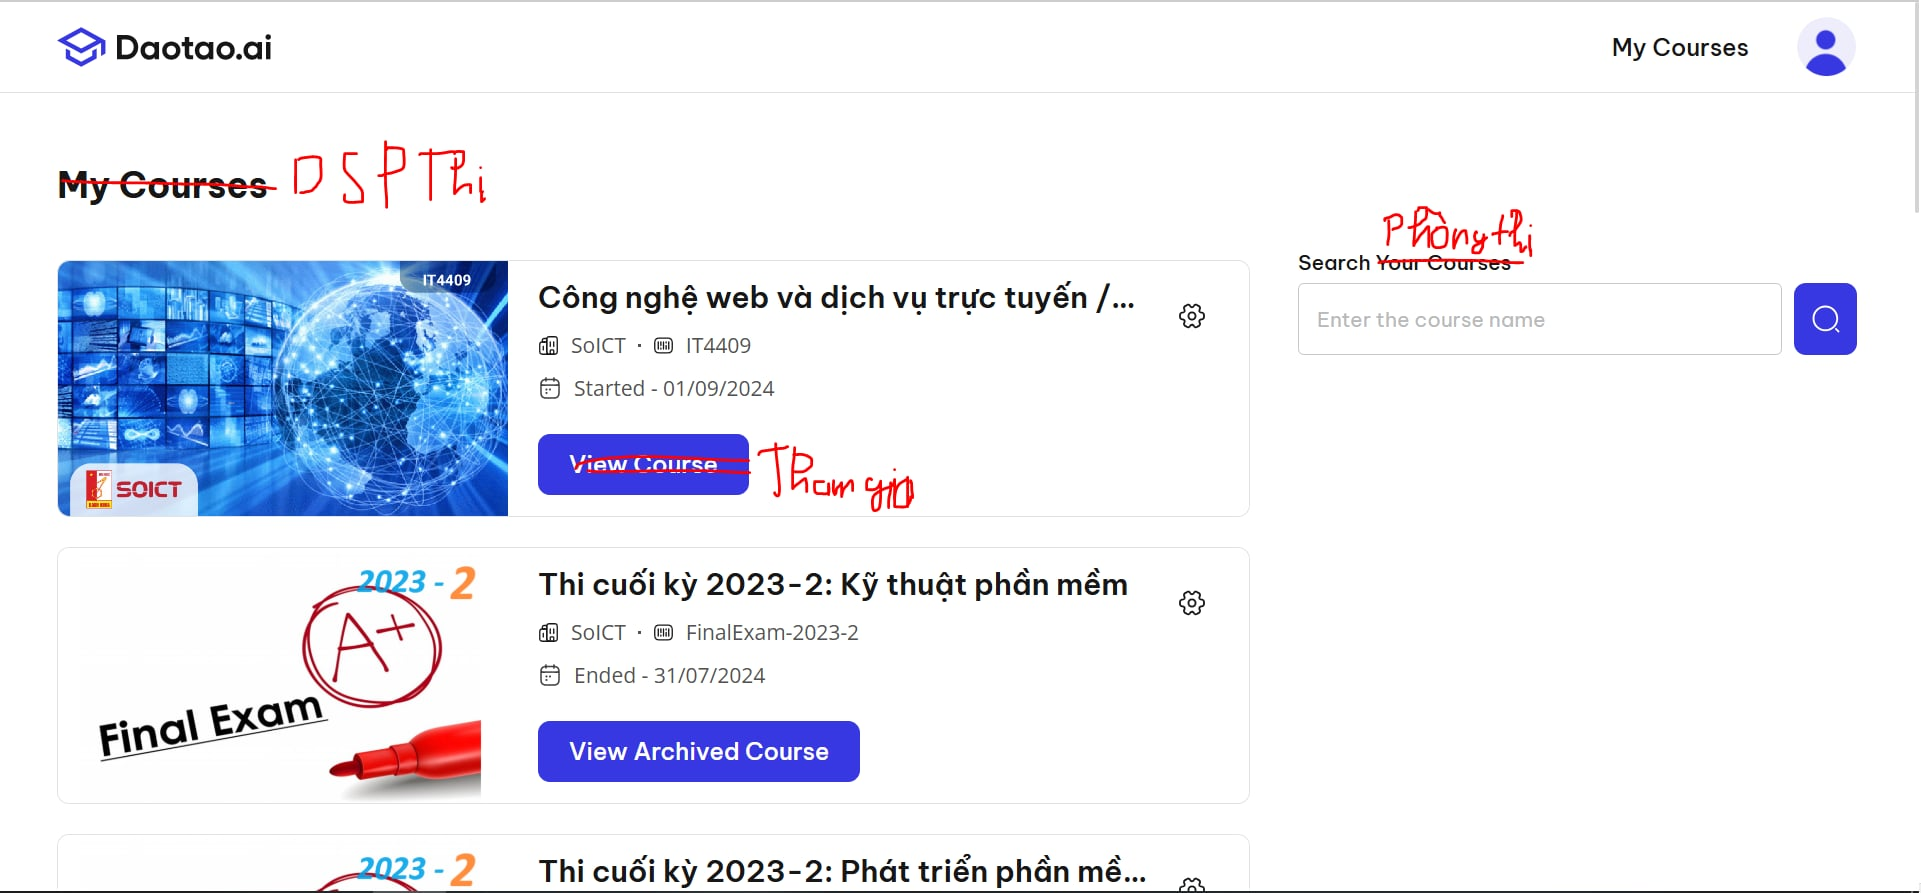 Daotao.ai
My Courses
My Courses DSPThi
Phòng thi
Search Your Courses
Enter the course name
IT4409
SOICT
Công nghệ web và dịch vụ trực tuyến /...
SoICT · IT4409
Started - 01/09/2024
View Course Tham gia
2023 - 2
A+
Final Exam
Thi cuối kỳ 2023-2: Kỹ thuật phần mềm
SoICT · FinalExam-2023-2
Ended - 31/07/2024
View Archived Course
2023 - 2
Thi cuối kỳ 2023-2: Phát triển phần mề...